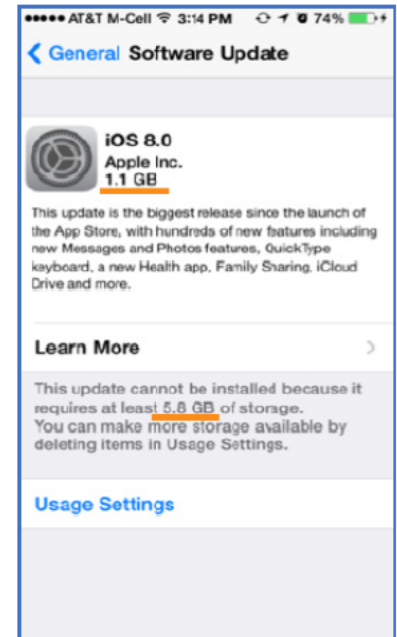 AT&T M-Cell 3:14 PM 74%
General Software Update
iOS 8.0
Apple Inc.
1.1 GB
This update is the biggest release since the launch of
the App Store, with hundreds of new features including
new Messages and Photos features, QuickType
keyboard, a new Health app, Family Sharing, iCloud
Drive and more.
Learn More
This update cannot be installed because it
requires at least 5.8 GB of storage.
You can make more storage available by
deleting items in Usage Settings.
Usage Settings